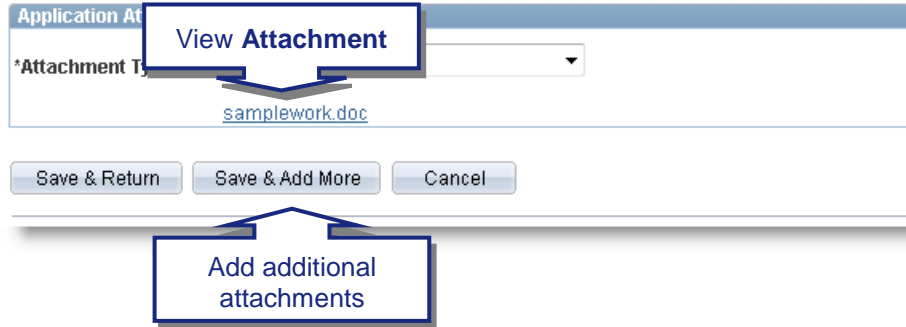 Application At
View Attachment
*Attachment Ty
samplework.doc
Save & Return Save & Add More Cancel
Add additional
attachments